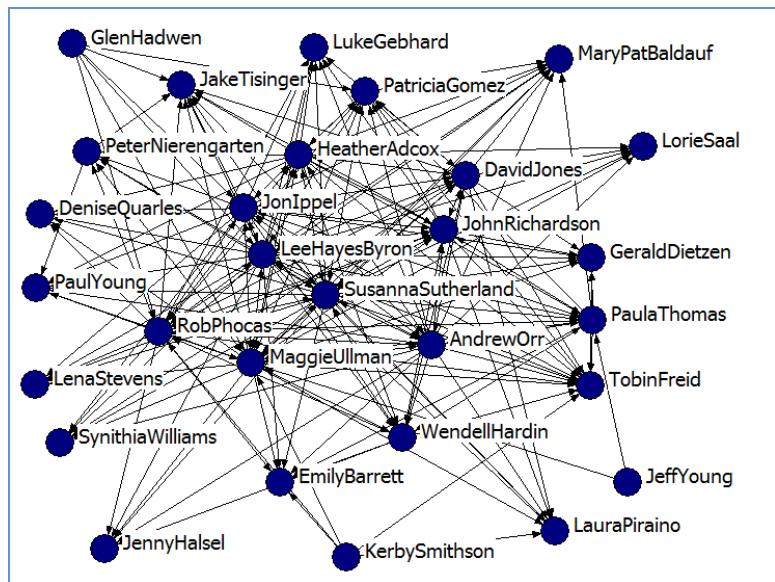 GlenHadwen
LukeGebhard
MaryPatBaldauf
JakeTisinger
PatriciaGomez
PeterNierengarten
HeatherAdcox
LorieSaal
DavidJones
DeniseQuarles
JonIppel
JohnRichardson
LeeHayesByron
GeraldDietzen
PaulYoung
SusannaSutherland
RobPhocas
PaulaThomas
MaggieUllman
AndrewOrr
LenaStevens
TobinFreid
SynithiaWilliams
WendellHardin
EmilyBarrett
JeffYoung
JennyHalsel
KerbySmithson
LauraPiraino